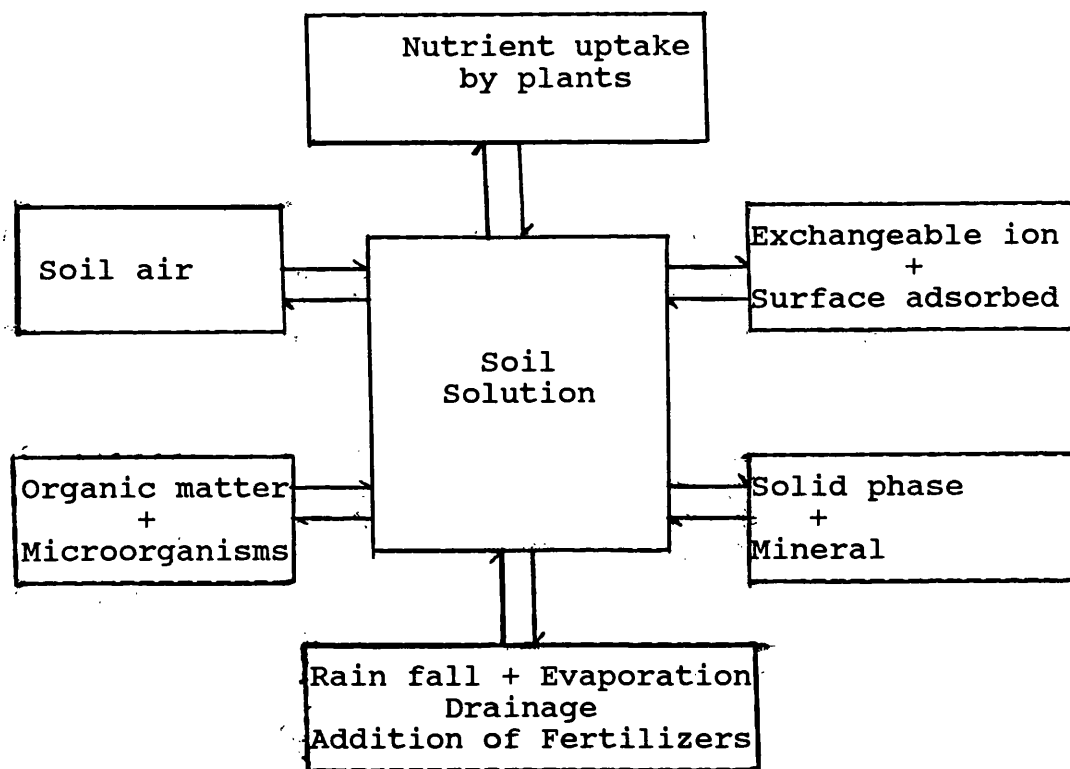 Nutrient uptake
by plants
Soil air
Exchangeable ion
+
Surface adsorbed
Soil
Solution
Organic matter
+
Microorganisms
Solid phase
+
Mineral
Rain fall + Evaporation
Drainage
Addition of Fertilizers